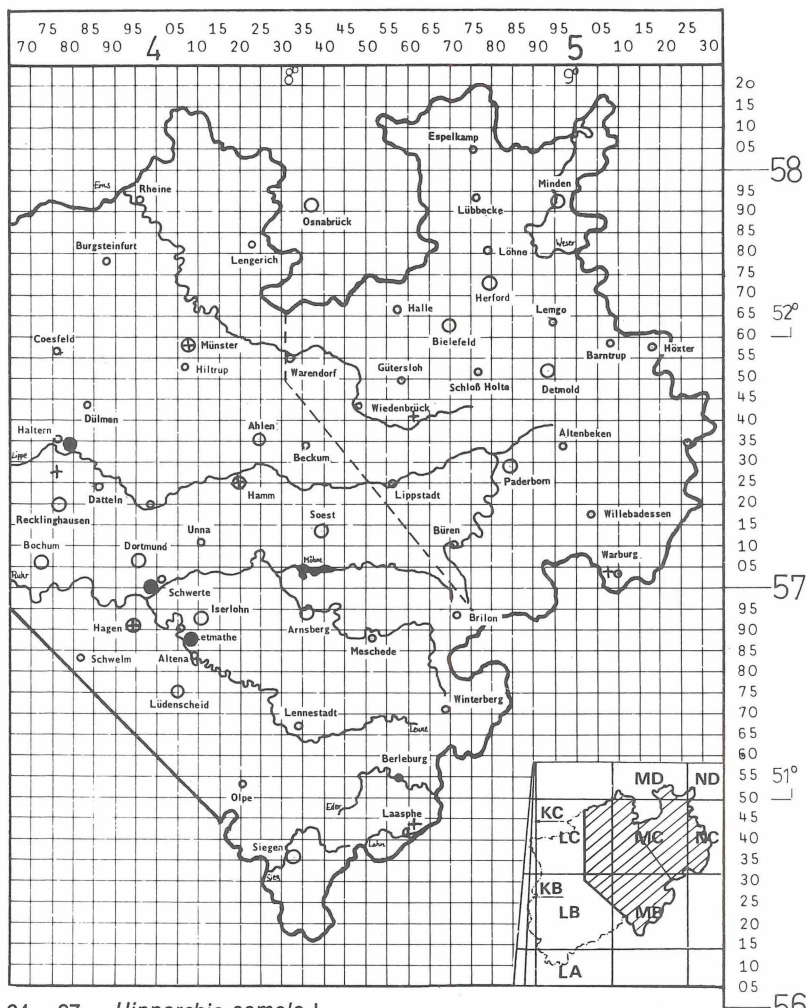 75 85 95 4 05 15 25 35 45 55 65 75 85 95 5 05 15 25
70 80 90 10 20 30 40 50 60 70 80 90 10 20 30
8° 9°
20
15
10
05
58
95
90
85
80
75
70
65
60
52°
55
50
45
40
35
30
25
20
15
10
05
57
95
90
85
80
75
70
65
60
55
51°
50
45
40
35
30
25
20
15
10
05
56
Espelkamp
Ems
Rheine
Minden
Osnabrück
Lübbecke
Burgsteinfurt
Lengerich
Löhne
Weser
Herford
Halle
Lemgo
Coesfeld
Münster
Bielefeld
Barntrup
Höxter
Hiltrup
Warendorf
Gütersloh
Schloß Holte
Detmold
Dülmen
Wiedenbrück
Haltern
Ahlen
Beckum
Altenbeken
Lippe
Datteln
Hamm
Lippstadt
Paderborn
Recklinghausen
Soest
Willebadessen
Unna
Büren
Bochum
Dortmund
Möhne
Warburg
Ruhr
Schwerte
Iserlohn
Arnsberg
Brilon
Hagen
etmathe
Meschede
Schwelm
Altena
Lüdenscheid
Winterberg
Lennestadt
Lenne
Berleburg
Olpe
Eder
Laasphe
Siegen
Lahn
Sieg
MD ND
KC
LC MC NC
KB
LB MB
LA